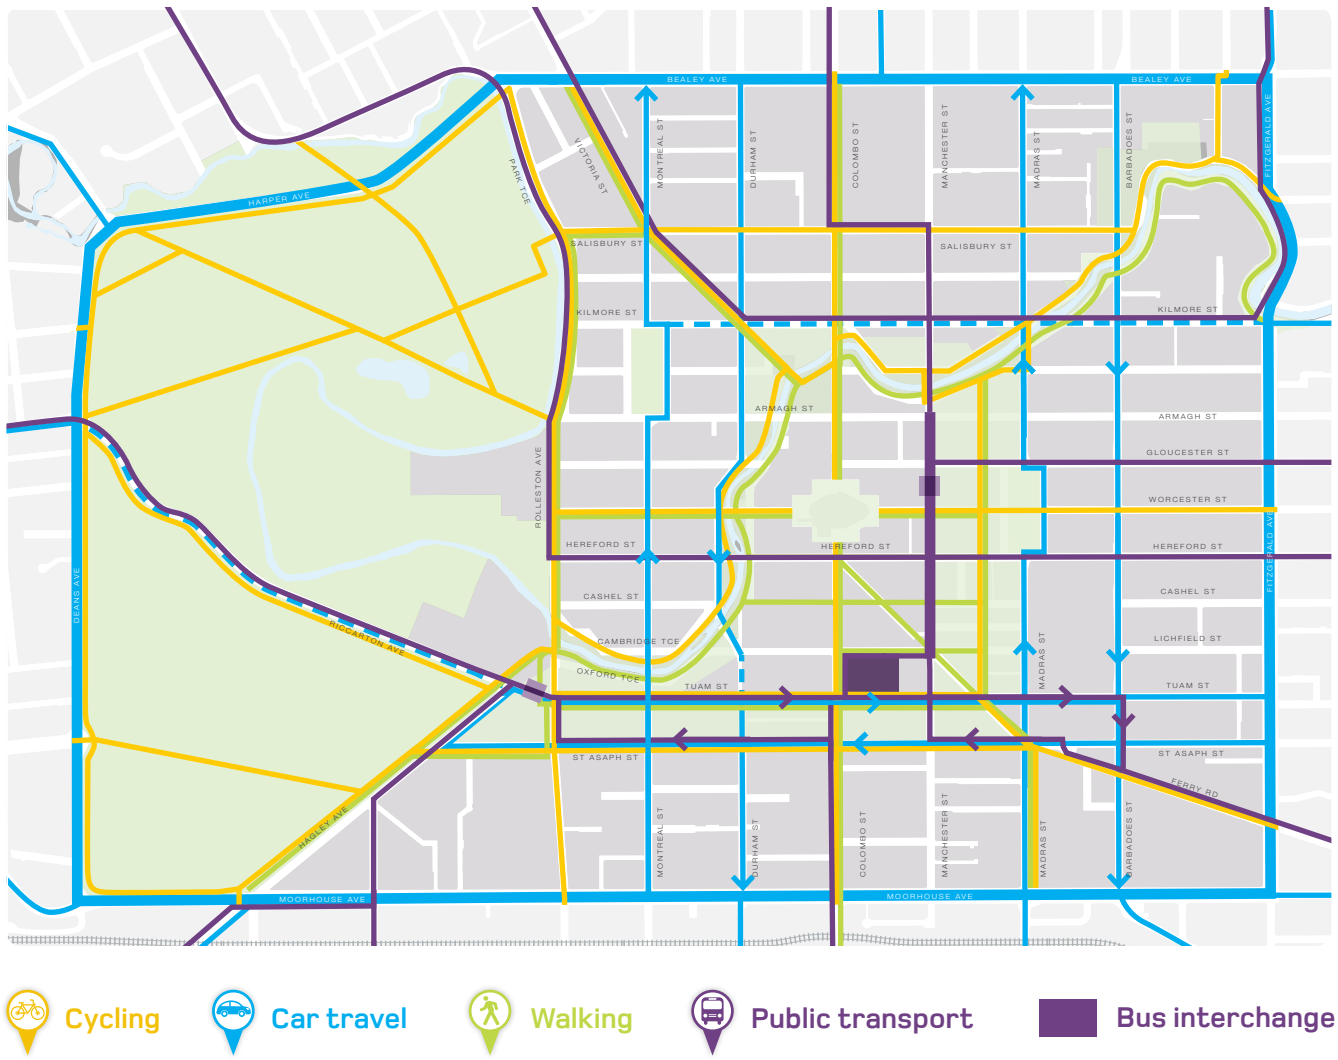 BEALEY AVE
BEALEY AVE
FITZGERALD AVE
HARPER AVE
PARK TCE
VICTORIA ST
MONTREAL ST
DURHAM ST
COLOMBO ST
MANCHESTER ST
MADRAS ST
BARBADOES ST
SALISBURY ST
SALISBURY ST
KILMORE ST
KILMORE ST
ARMAGH ST
ARMAGH ST
GLOUCESTER ST
ROLLESTON AVE
WORCESTER ST
HEREFORD ST
HEREFORD ST
HEREFORD ST
FITZGERALD AVE
DEANS AVE
CASHEL ST
CASHEL ST
RICCARTON AVE
CAMBRIDGE TCE
LICHFIELD ST
OXFORD TCE
MADRAS ST
TUAM ST
TUAM ST
ST ASAPH ST
ST ASAPH ST
FERRY RD
HAGLEY AVE
MONTREAL ST
DURHAM ST
COLOMBO ST
MANCHESTER ST
MADRAS ST
BARBADOES ST
MOORHOUSE AVE
MOORHOUSE AVE
Cycling
Car travel
Walking
Public transport
Bus interchange